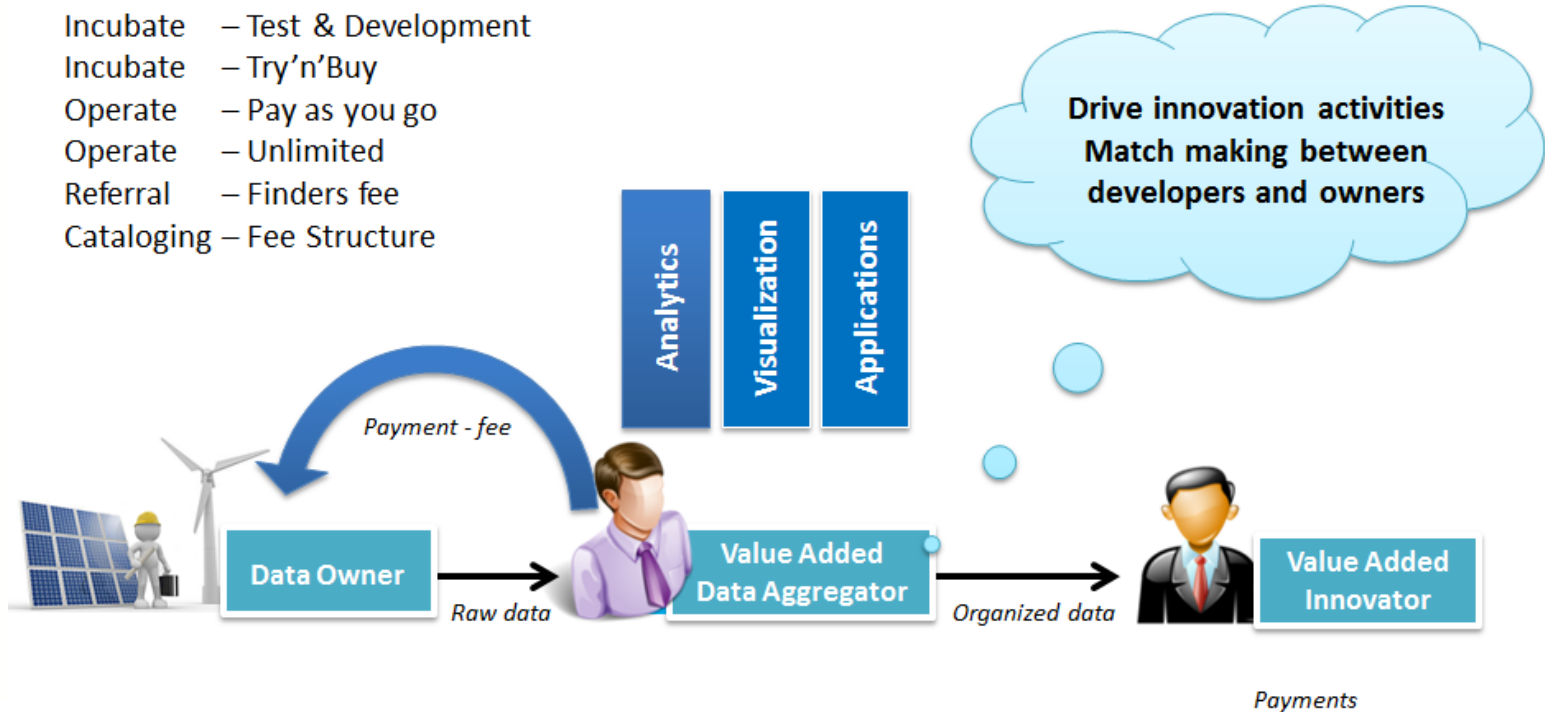 Incubate – Test & Development
Incubate – Try’n’Buy
Operate – Pay as you go
Operate – Unlimited
Referral – Finders fee
Cataloging – Fee Structure
Drive innovation activities
Match making between
developers and owners
Analytics
Visualization
Applications
Payment - fee
Data Owner
Raw data
Value Added
Data Aggregator
Organized data
Value Added
Innovator
Payments